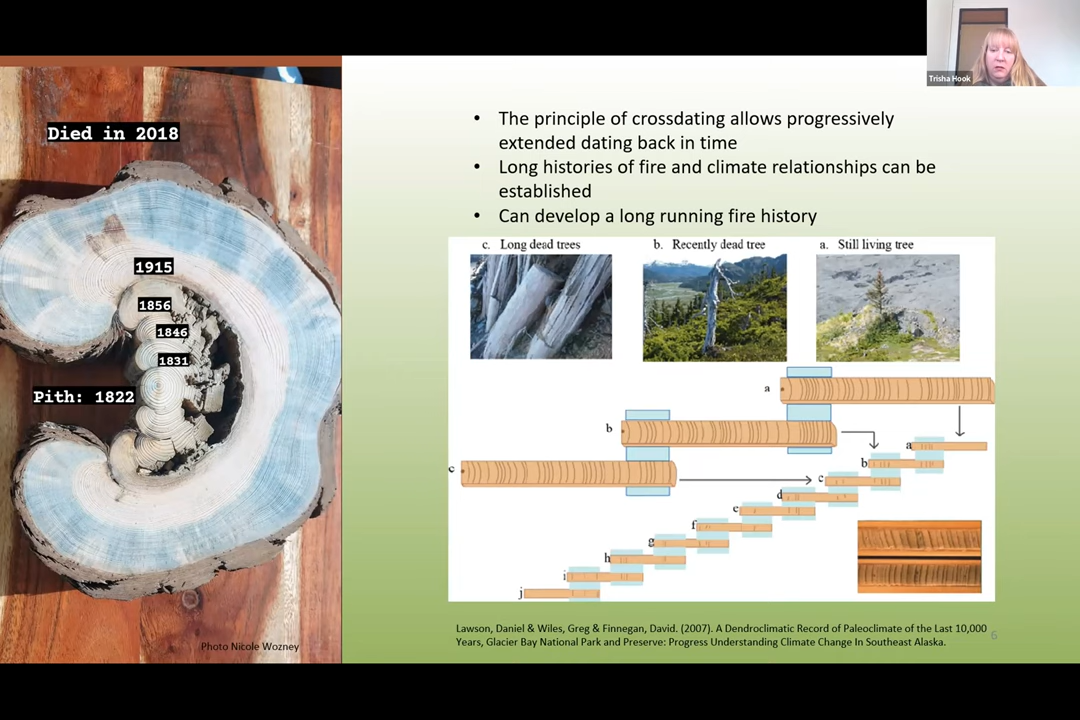 Trisha Hook
Died in 2018
1915
1856
1846
1831
Pith: 1822
Photo Nicole Wozney
• The principle of crossdating allows progressively
extended dating back in time
• Long histories of fire and climate relationships can be
established
• Can develop a long running fire history
c. Long dead trees
b. Recently dead tree
a. Still living tree
a
b
c
a
b
c
d
e
f
g
h
i
j
Lawson, Daniel & Wiles, Greg & Finnegan, David. (2007). A Dendroclimatic Record of Paleoclimate of the Last 10,000
Years, Glacier Bay National Park and Preserve: Progress Understanding Climate Change In Southeast Alaska.
6